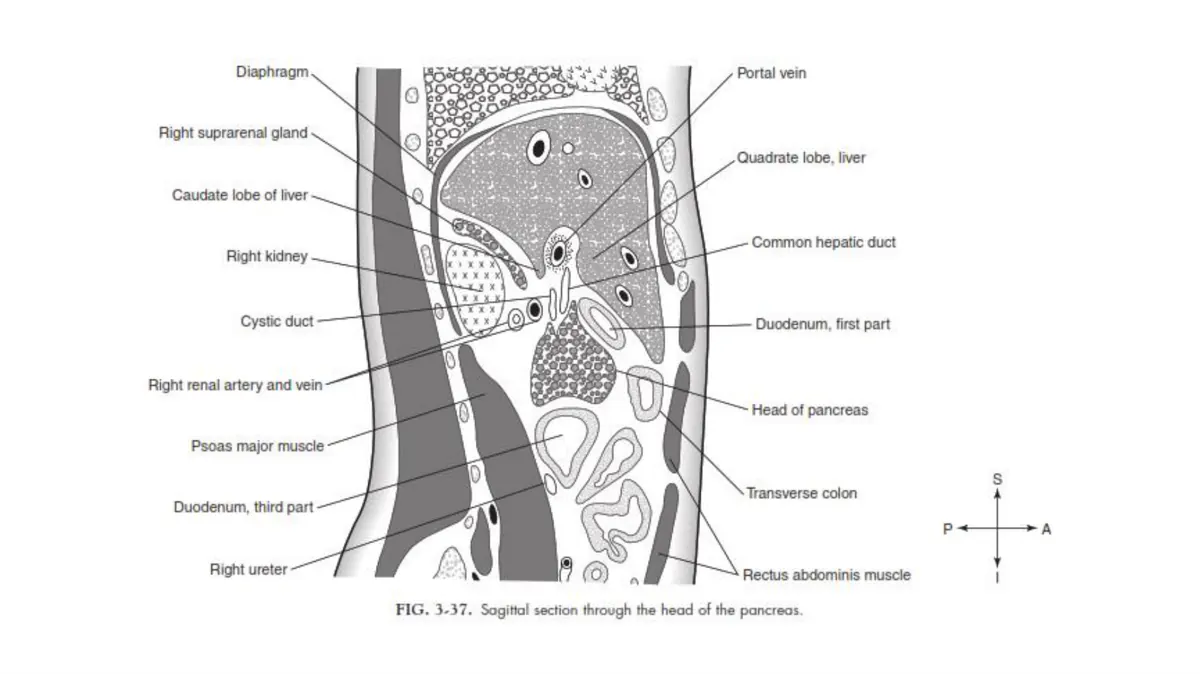 Diaphragm
Right suprarenal gland
Caudate lobe of liver
Right kidney
Cystic duct
Right renal artery and vein
Psoas major muscle
Duodenum, third part
Right ureter
Portal vein
Quadrate lobe, liver
Common hepatic duct
Duodenum, first part
Head of pancreas
Transverse colon
Rectus abdominis muscle
S
P
A
I
FIG. 3-37. Sagittal section through the head of the pancreas.